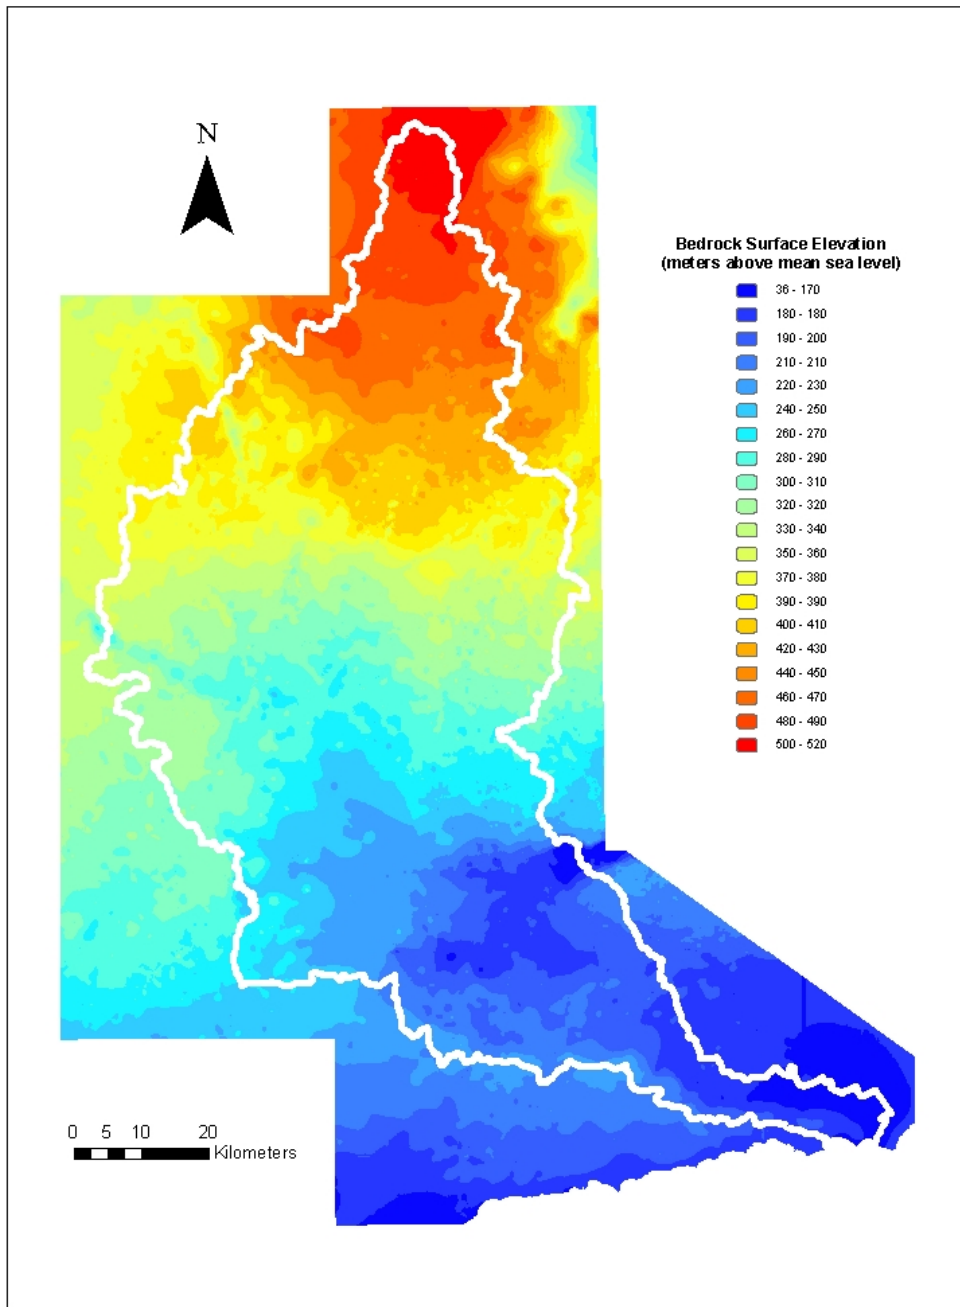 N
Bedrock Surface Elevation
(meters above mean sea level)
36 - 170
180 - 180
190 - 200
210 - 210
220 - 230
240 - 250
260 - 270
280 - 290
300 - 310
320 - 320
330 - 340
350 - 360
370 - 380
390 - 390
400 - 410
420 - 430
440 - 450
460 - 470
480 - 490
500 - 520
0 5 10 20
Kilometers